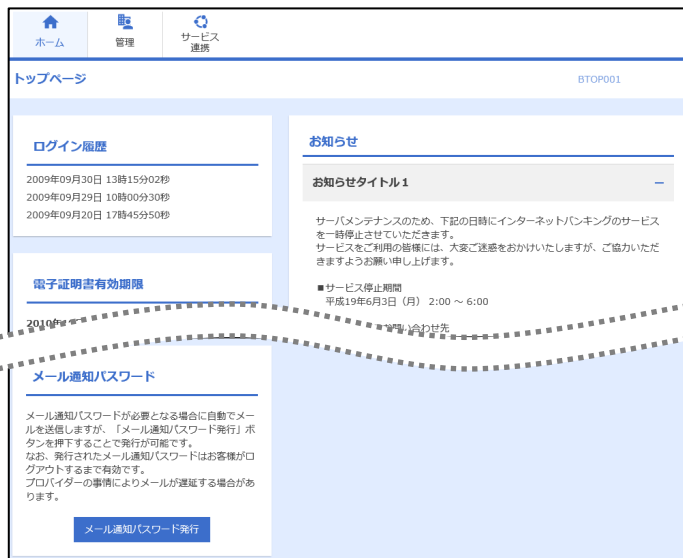 ホーム
管理
サービス
連携
トップページ
BTOP001
ログイン履歴
2009年09月30日 13時15分02秒
2009年09月29日 10時00分30秒
2009年09月20日 17時45分50秒
電子証明書有効期限
2010年
お知らせ
お知らせタイトル1
サーバメンテナンスのため、下記の日時にインターネットバンキングのサービス
を一時停止させていただきます。
サービスをご利用の皆様には、大変ご迷惑をおかけいたしますが、ご協力いただ
きますようお願い申し上げます。
■サービス停止期間
平成19年6月3日（月） 2:00 ～ 6:00
お問い合わせ先
メール通知パスワード
メール通知パスワードが必要となる場合に自動でメー
ルを送信しますが、「メール通知パスワード発行」ボ
タンを押下することで発行が可能です。
なお、発行されたメール通知パスワードはお客様がロ
グアウトするまで有効です。
プロバイダーの事情によりメールが遅延する場合があ
ります。
メール通知パスワード発行